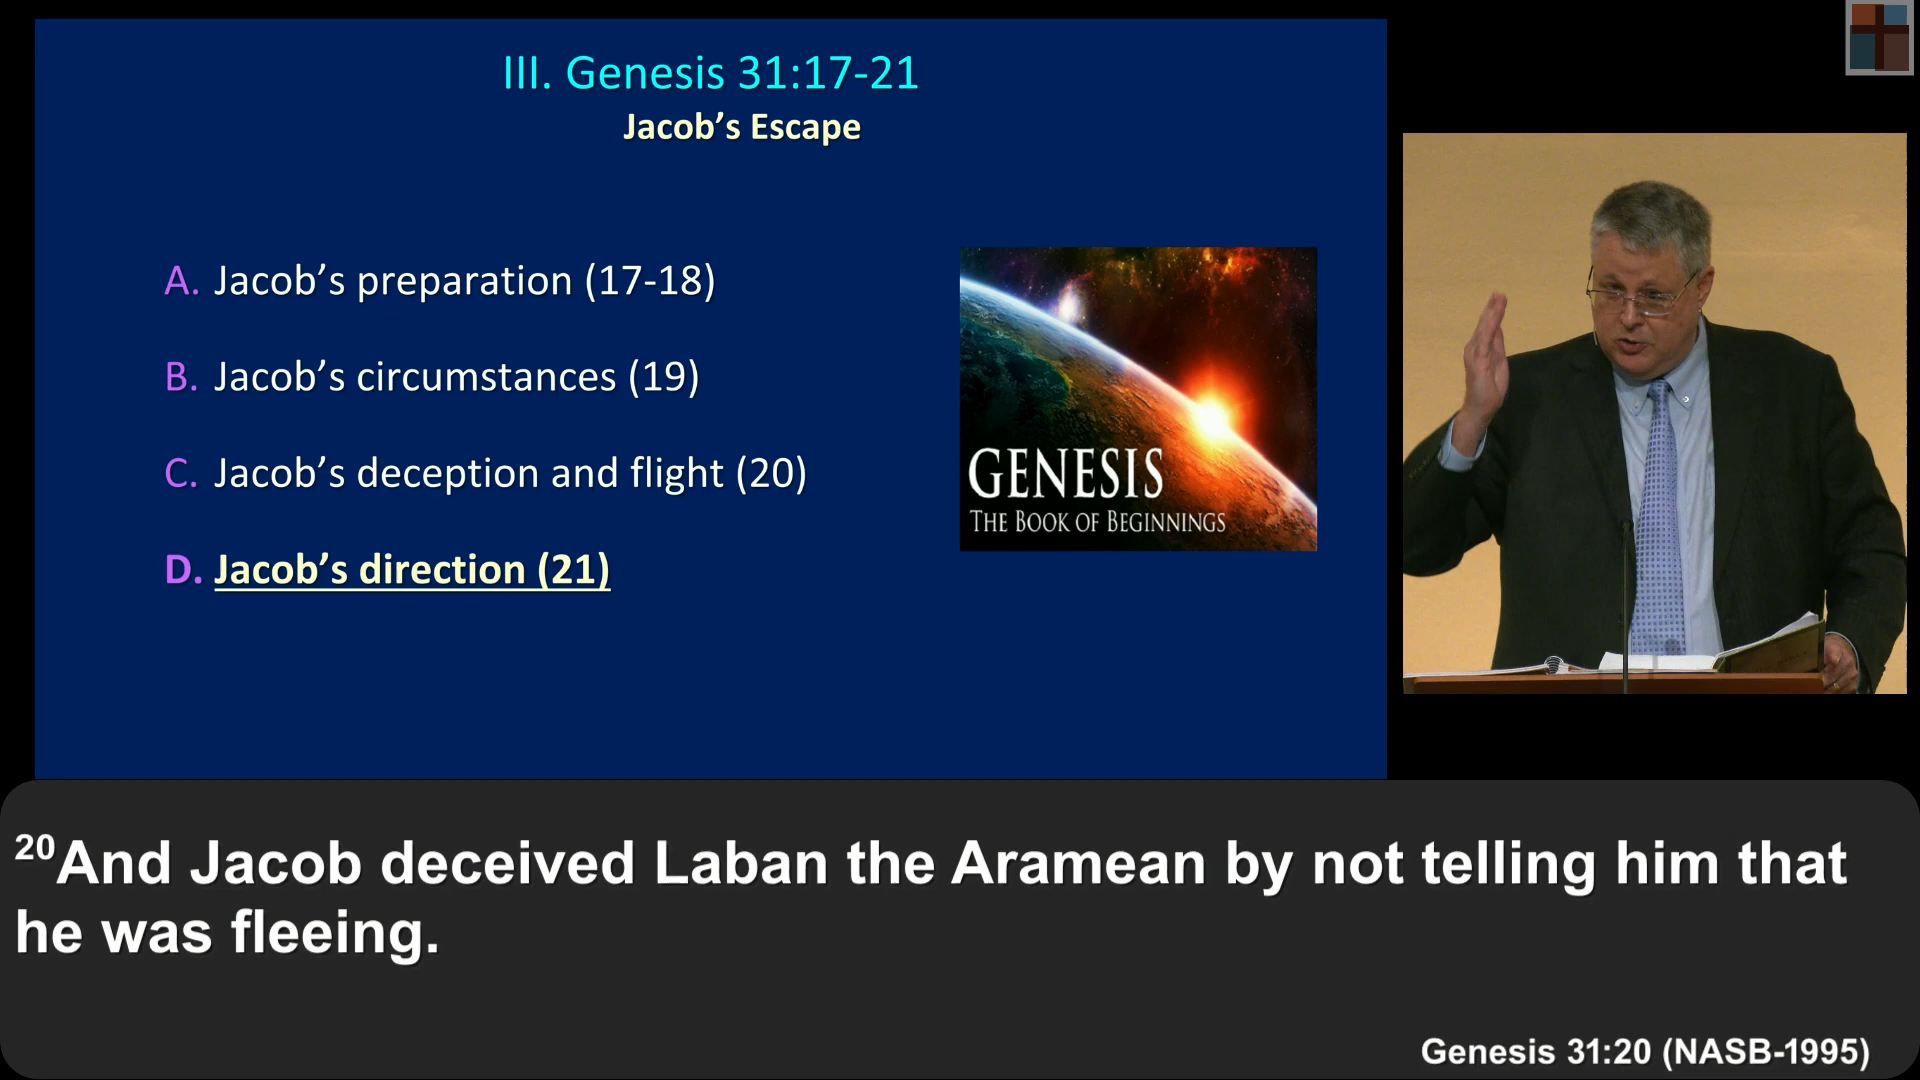 III. Genesis 31:17-21
Jacob’s Escape
A. Jacob’s preparation (17-18)
B. Jacob’s circumstances (19)
C. Jacob’s deception and flight (20)
D. Jacob’s direction (21)
GENESIS
THE BOOK OF BEGINNINGS
20And Jacob deceived Laban the Aramean by not telling him that
he was fleeing.
Genesis 31:20 (NASB-1995)